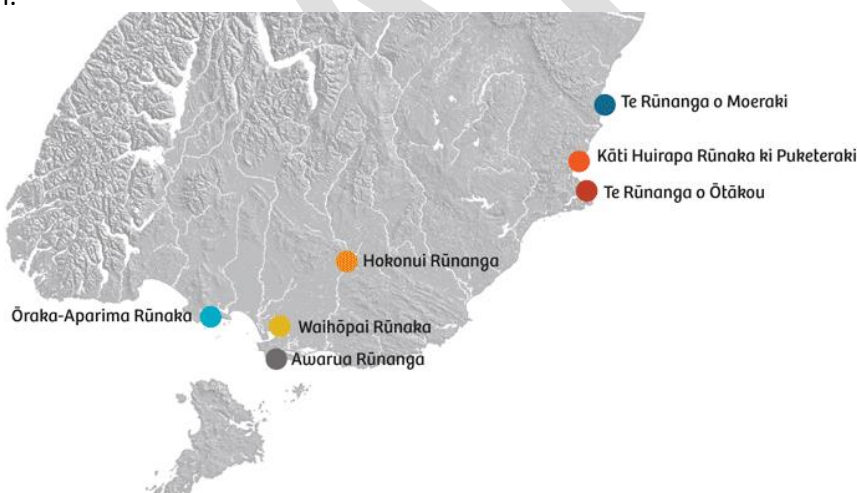 Te Rūnanga o Moeraki
Kāti Huirapa Rūnaka ki Puketeraki
Te Rūnanga o Ōtākou
Hokonui Rūnanga
Ōraka-Aparima Rūnaka
Waihōpai Rūnaka
Awarua Rūnanga